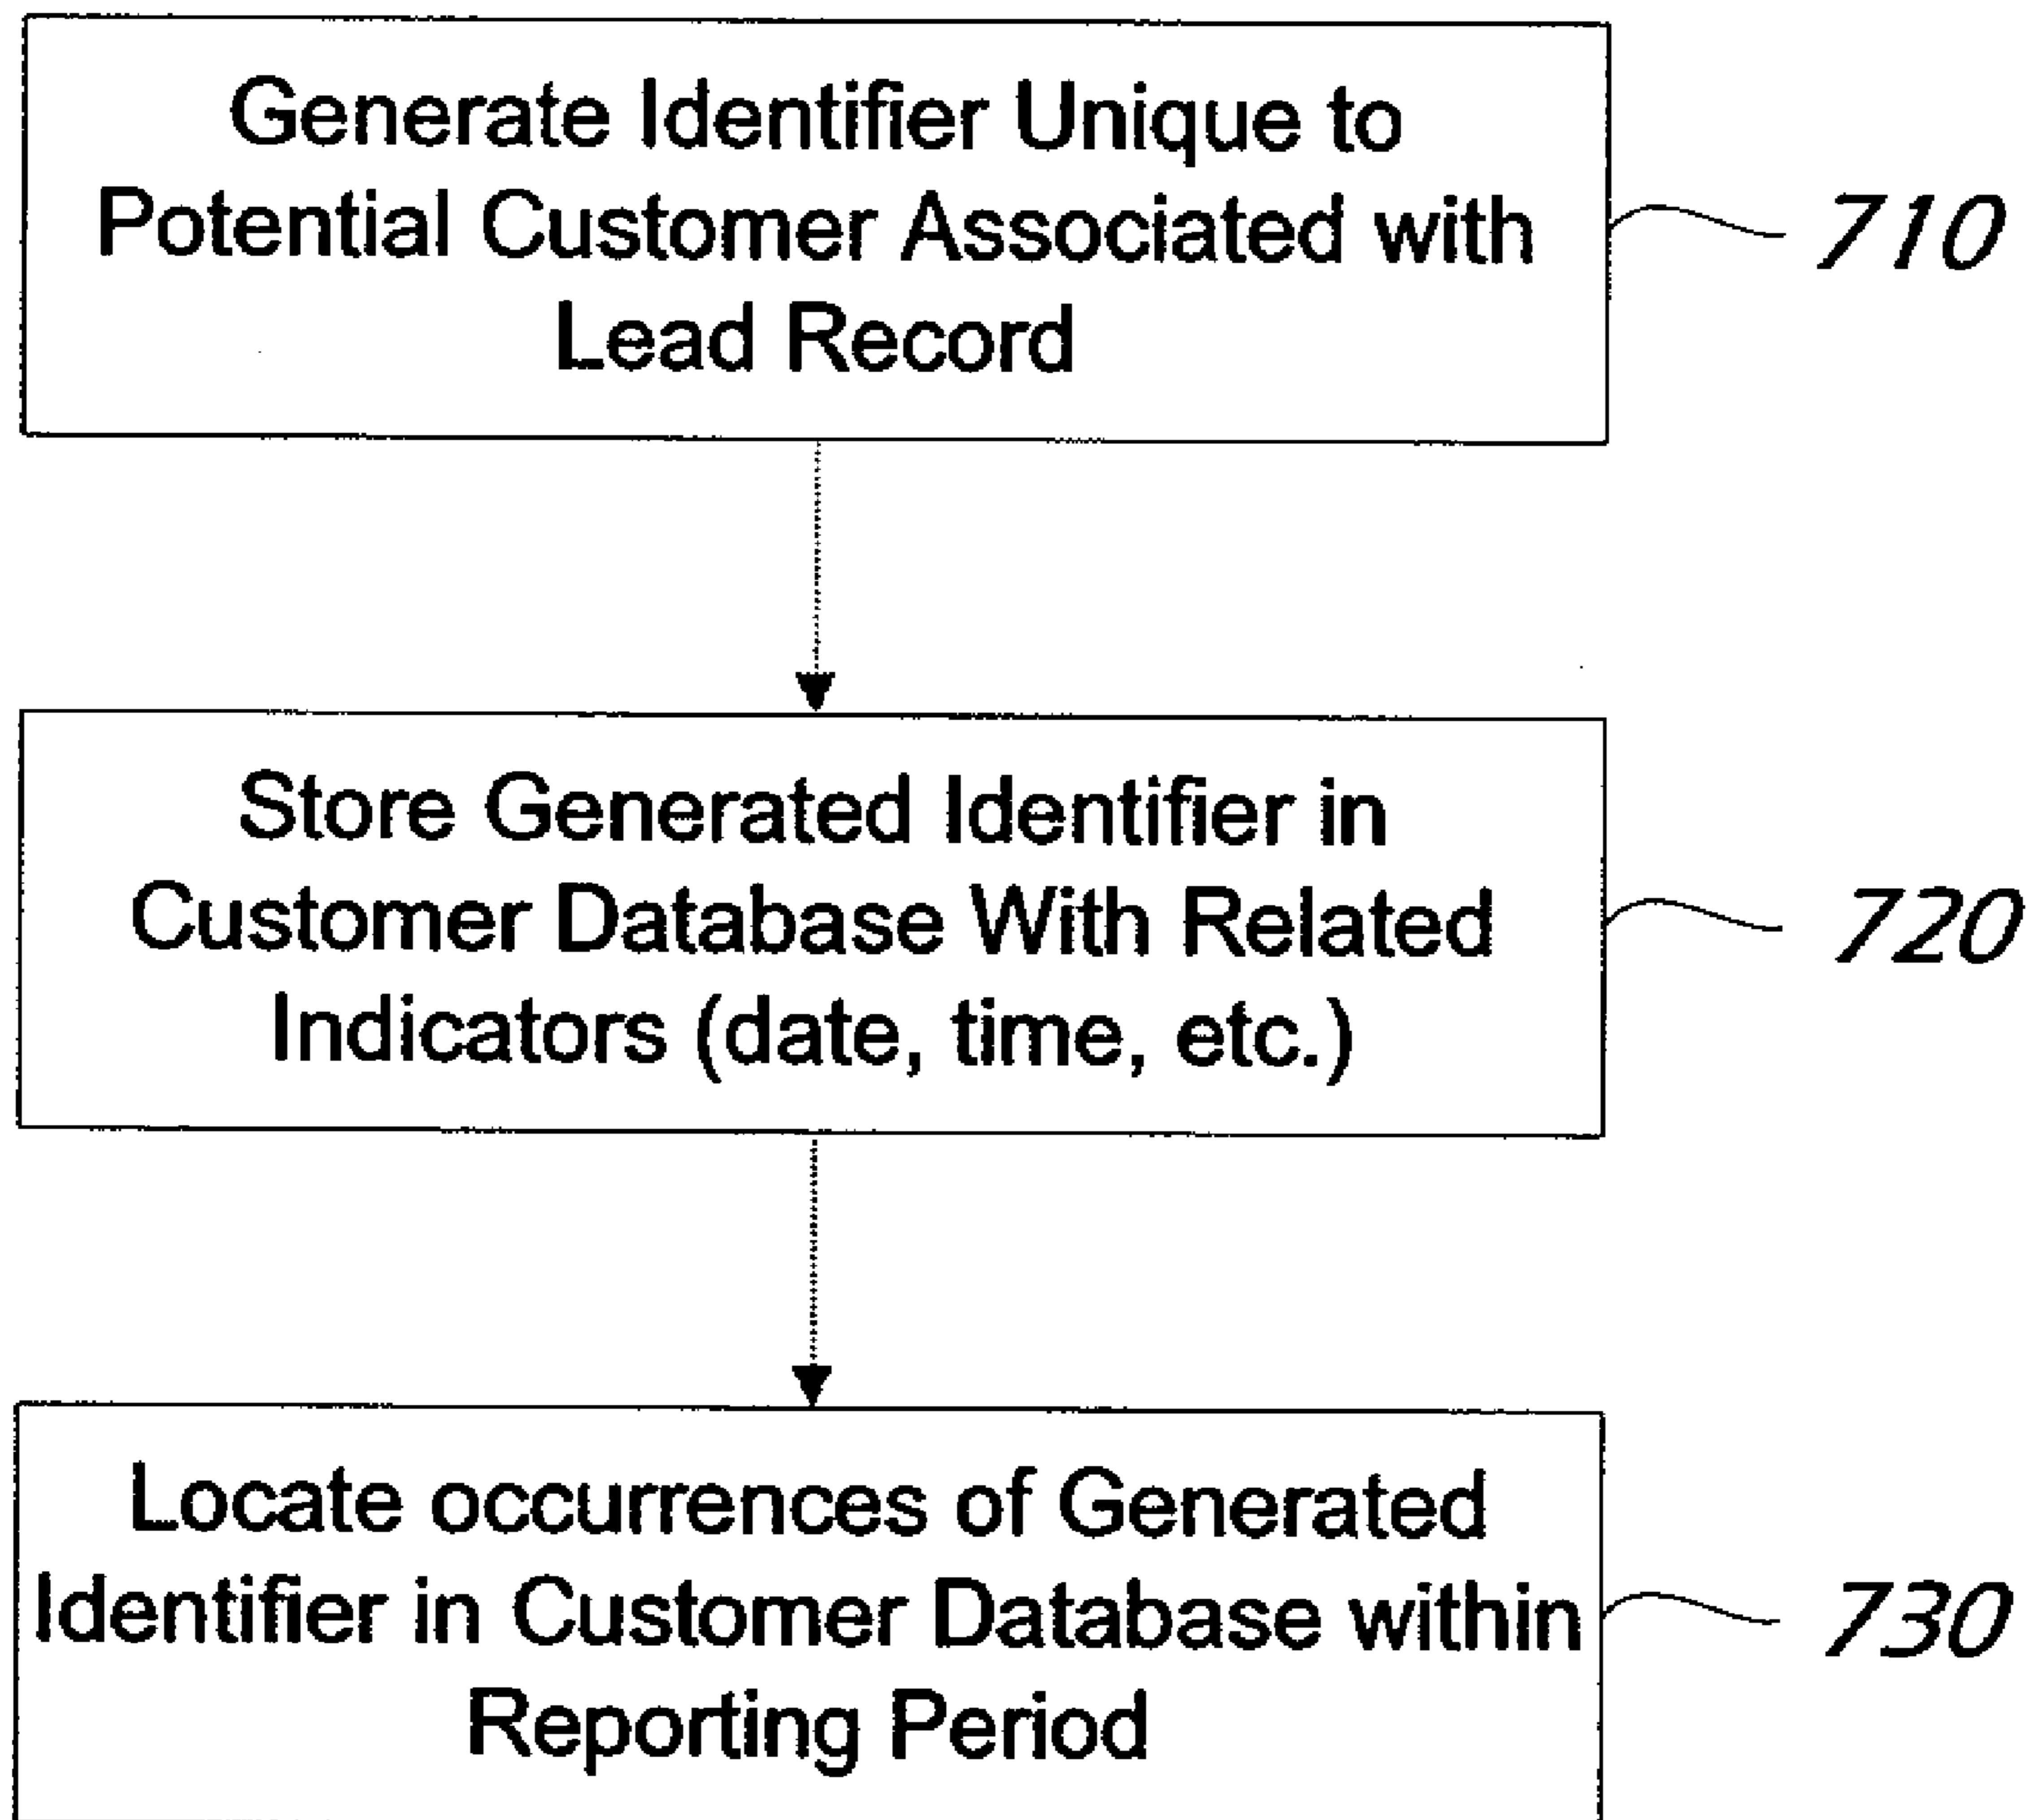 Generate Identifier Unique to
Potential Customer Associated with
Lead Record
710
Store Generated Identifier in
Customer Database With Related
Indicators (date, time, etc.)
720
Locate occurrences of Generated
Identifier in Customer Database within
Reporting Period
730